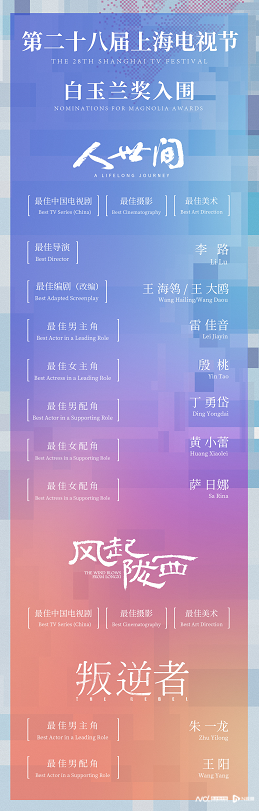 第二十八届上海电视节
THE 28TH SHANGHAI TV FESTIVAL
白玉兰奖入围
NOMINATIONS FOR MAGNOLIA AWARDS
人世间
A LIFELONG JOURNEY
最佳中国电视剧 最佳摄影 最佳美术
Best TV Series (China) Best Cinematography Best Art Direction
最佳导演 李路
Best Director Li Lu
最佳编剧（改编） 王海鸰/王大鸥
Best Adapted Screenplay Wang Hailing/Wang Daou
最佳男主角 雷佳音
Best Actor in a Leading Role Lei Jiayin
最佳女主角 殷桃
Best Actress in a Leading Role Yin Tao
最佳男配角 丁勇岱
Best Actor in a Supporting Role Ding Yongdai
最佳女配角 黄小蕾
Best Actress in a Supporting Role Huang Xiaolei
最佳女配角 萨日娜
Best Actress in a Supporting Role Sa Rina
风起陇西
THE WIND BLOWS
FROM LONGXI
最佳中国电视剧 最佳摄影 最佳美术
Best TV Series (China) Best Cinematography Best Art Direction
叛逆者
THE REBEL
最佳男主角 朱一龙
Best Actor in a Leading Role Zhu Yilong
最佳男配角 王阳
Best Actor in a Supporting Role Wang Yang